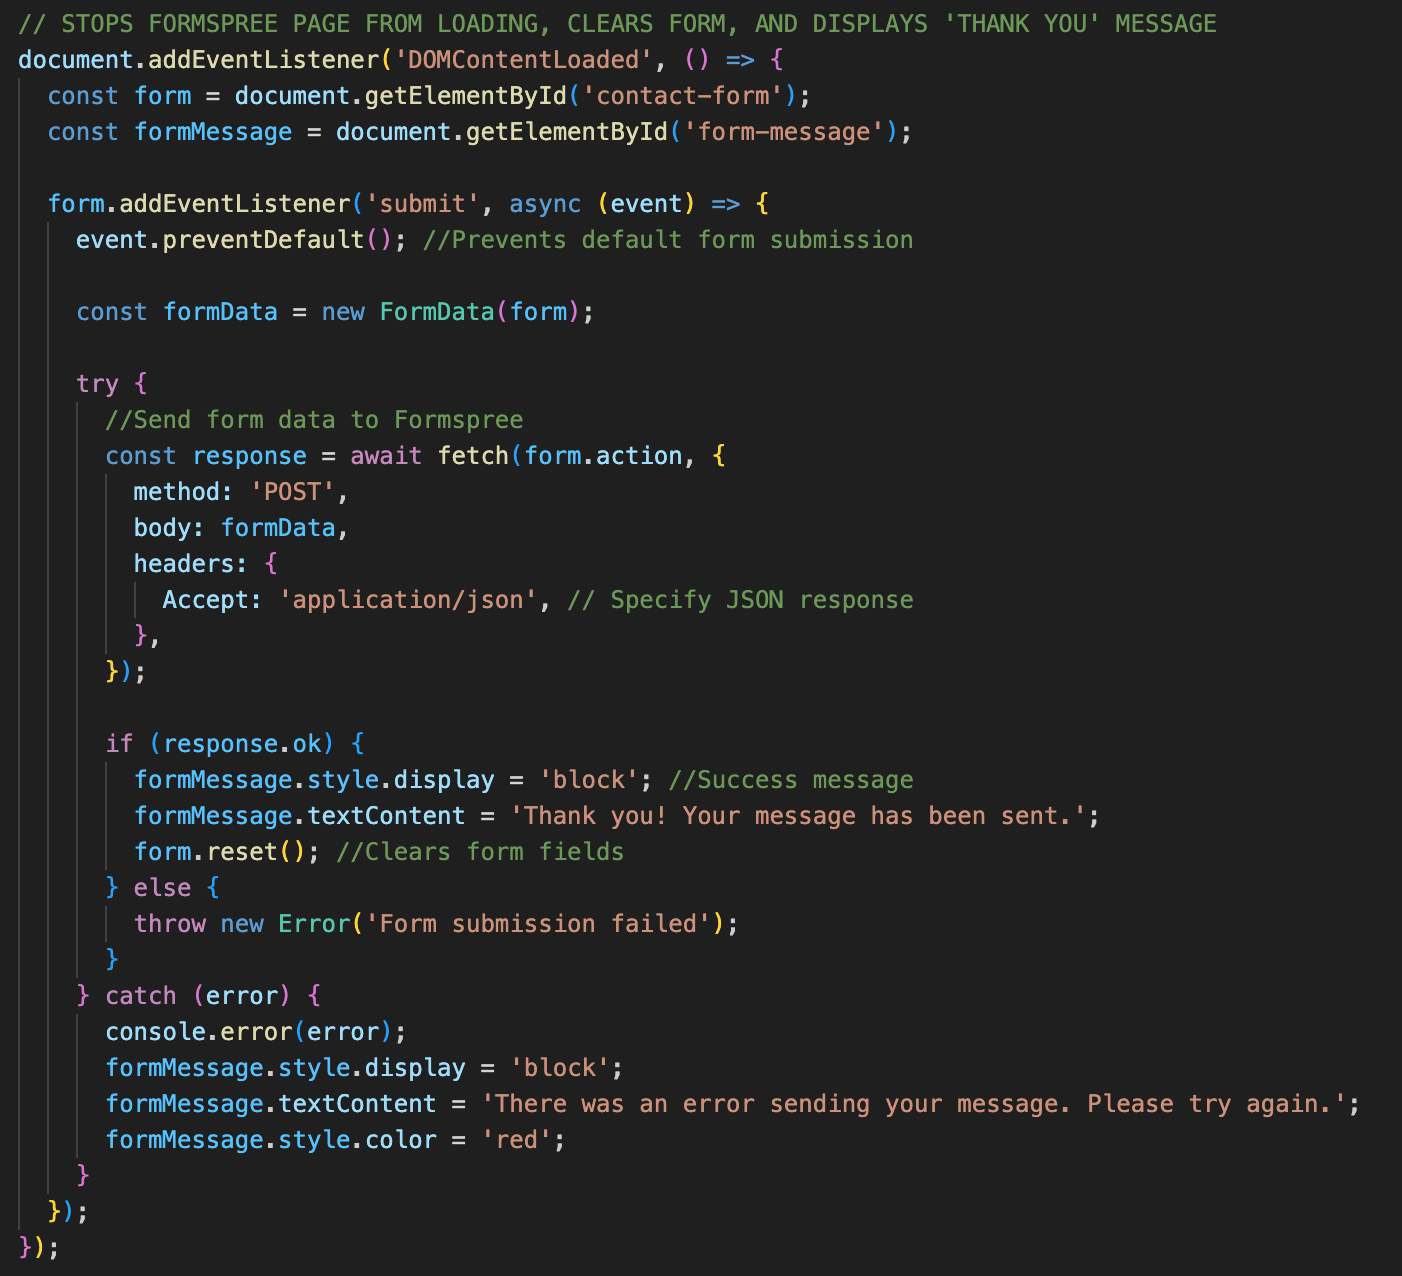 // STOPS FORMSPREE PAGE FROM LOADING, CLEARS FORM, AND DISPLAYS 'THANK YOU' MESSAGE
document.addEventListener('DOMContentLoaded', () => {
  const form = document.getElementById('contact-form');
  const formMessage = document.getElementById('form-message');

  form.addEventListener('submit', async (event) => {
    event.preventDefault(); //Prevents default form submission

    const formData = new FormData(form);

    try {
      //Send form data to Formspree
      const response = await fetch(form.action, {
        method: 'POST',
        body: formData,
        headers: {
          Accept: 'application/json', // Specify JSON response
        },
      });

      if (response.ok) {
        formMessage.style.display = 'block'; //Success message
        formMessage.textContent = 'Thank you! Your message has been sent.';
        form.reset(); //Clears form fields
      } else {
        throw new Error('Form submission failed');
      }
    } catch (error) {
      console.error(error);
      formMessage.style.display = 'block';
      formMessage.textContent = 'There was an error sending your message. Please try again.';
      formMessage.style.color = 'red';
    }
  });
});